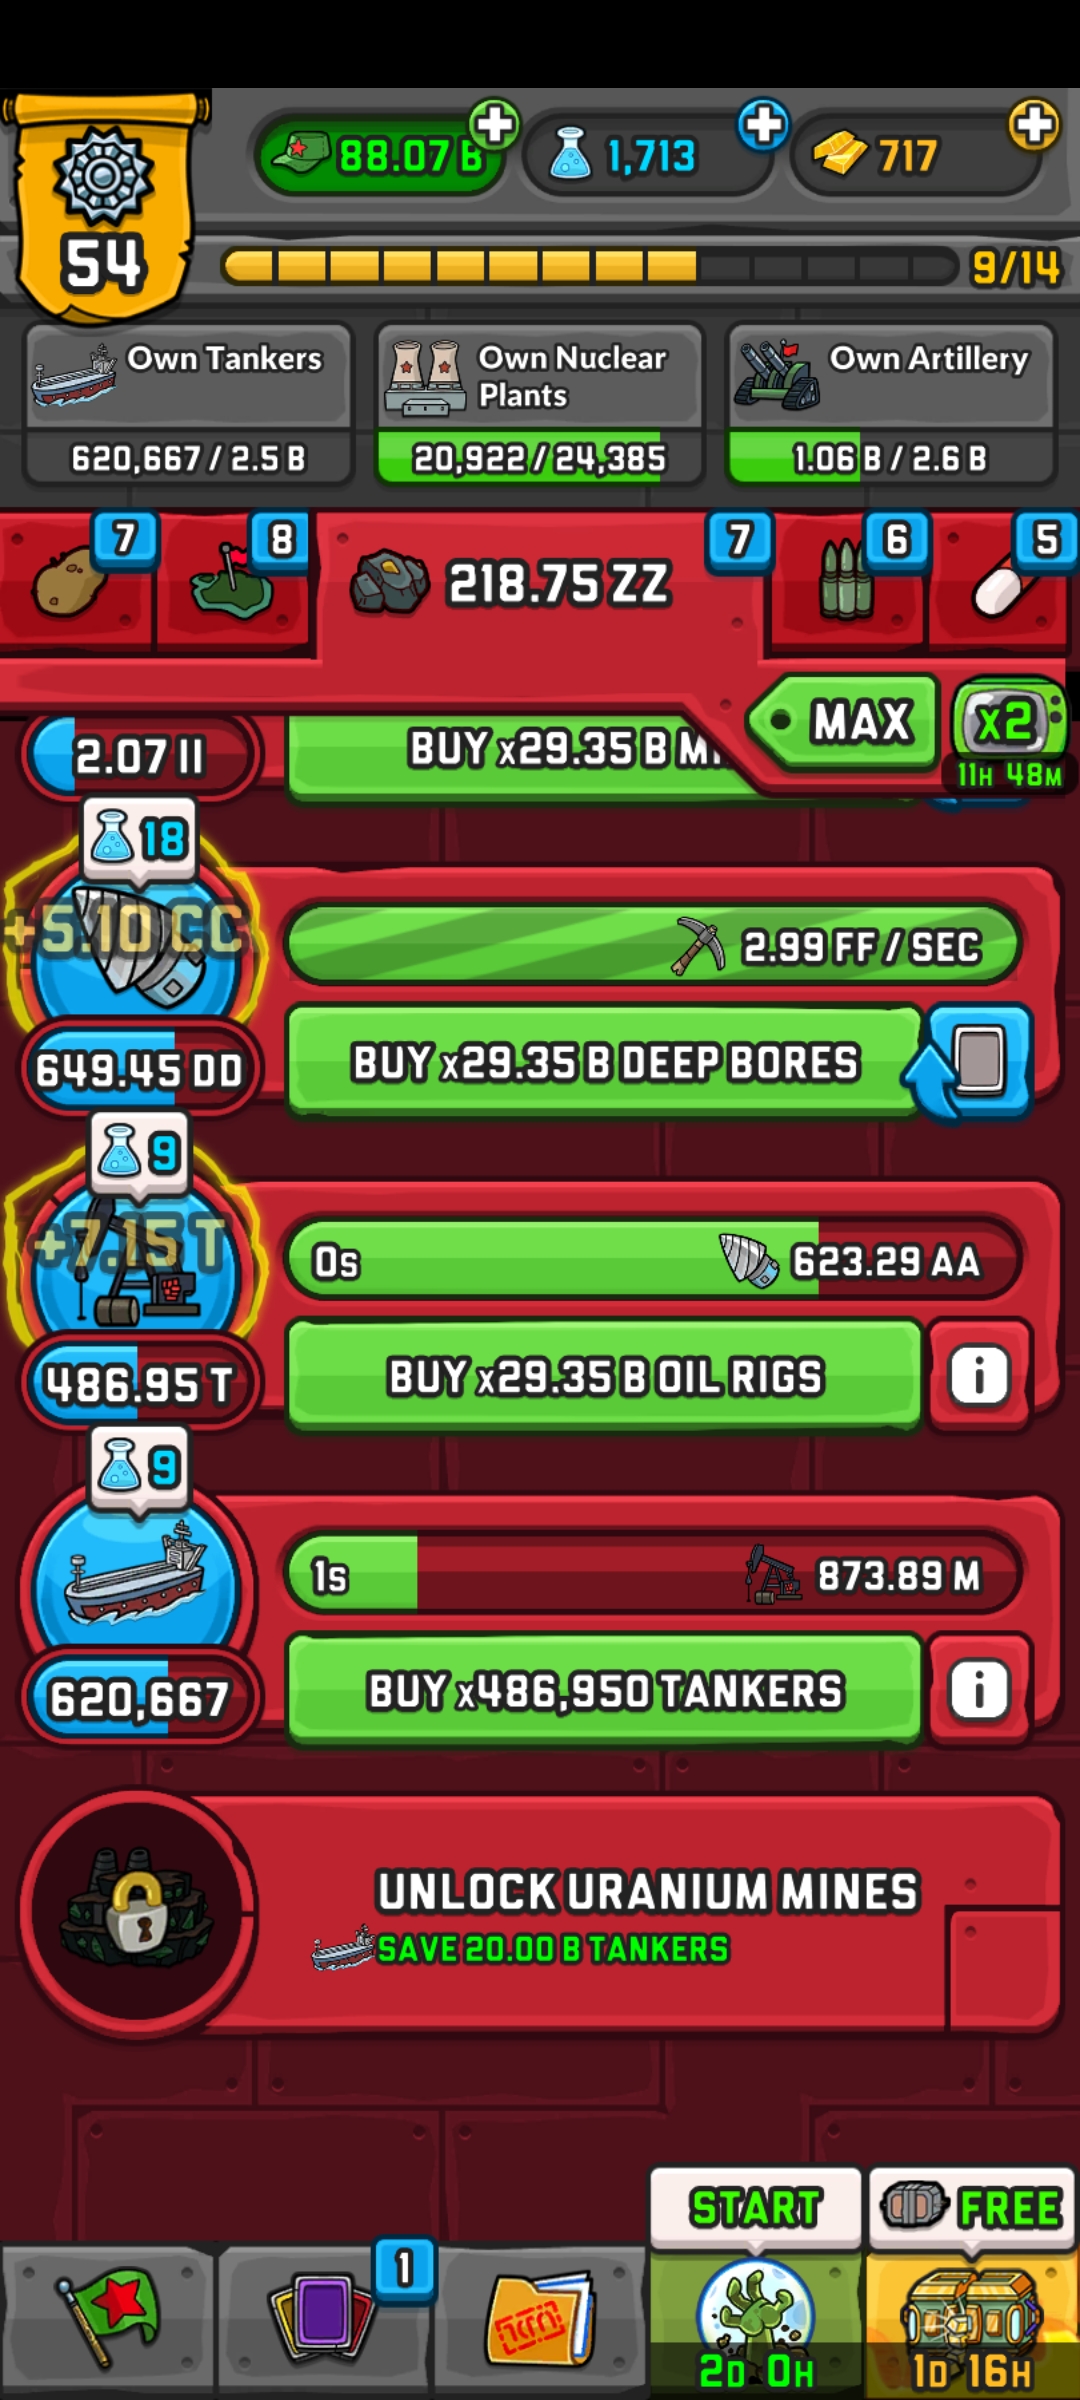 54
88.07 B
1,713
717
9/14
Own Tankers
620,667 / 2.5 B
Own Nuclear
Plants
20,922 / 24,385
Own Artillery
1.06 B / 2.6 B
7
8
218.75 ZZ
7
6
5
MAX
x2
11H 48M
2.07 II
BUY x29.35 B
18
+5.10 CC
2.99 FF / SEC
649.45 DD
BUY x29.35 B DEEP BORES
9
+7.15 T
0s
623.29 AA
486.95 T
BUY x29.35 B OIL RIGS
i
9
1s
873.89 M
620,667
BUY x486,950 TANKERS
i
UNLOCK URANIUM MINES
SAVE 20.00 B TANKERS
START
FREE
1
2D 0H
1D 16H